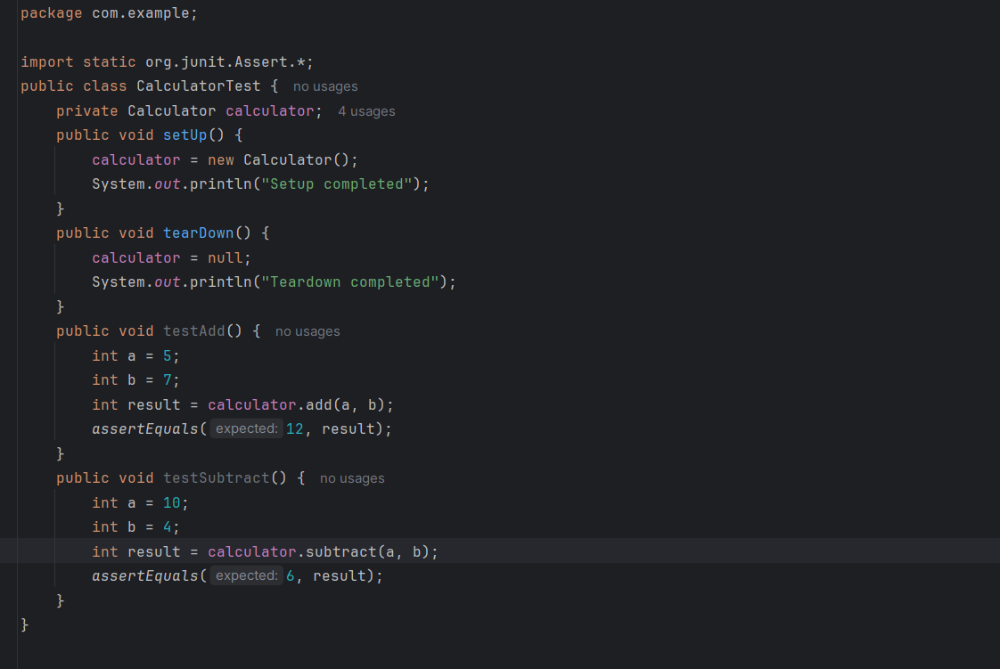 package com.example;
import static org.junit.Assert.*;
public class CalculatorTest { no usages
private Calculator calculator; 4 usages
public void setUp() {
calculator = new Calculator();
System.out.println("Setup completed");
}
public void tearDown() {
calculator = null;
System.out.println("Teardown completed");
}
public void testAdd() { no usages
int a = 5;
int b = 7;
int result = calculator.add(a, b);
assertEquals( expected: 12, result);
}
public void testSubtract() { no usages
int a = 10;
int b = 4;
int result = calculator.subtract(a, b);
assertEquals( expected: 6, result);
}
}